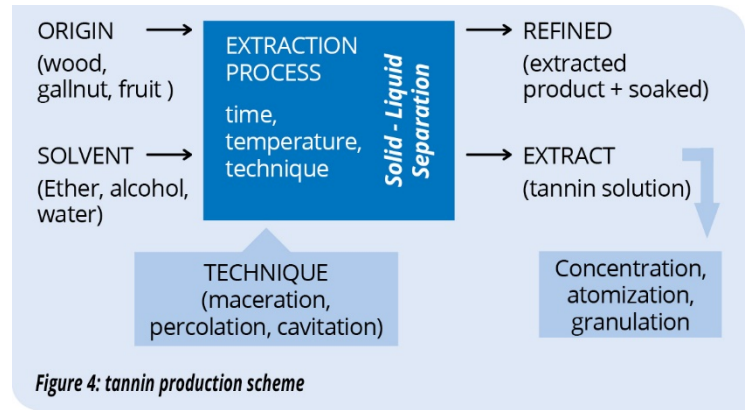 ORIGIN
(wood,
gallnut, fruit )
SOLVENT
(Ether, alcohol,
water)
EXTRACTION
PROCESS
time,
temperature,
technique
Solid - Liquid
Separation
REFINED
(extracted
product + soaked)
EXTRACT
(tannin solution)
TECHNIQUE
(maceration,
percolation, cavitation)
Concentration,
atomization,
granulation
Figure 4: tannin production scheme